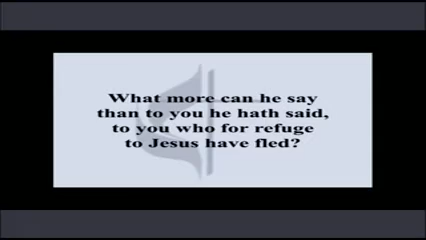 What more can he say
than to you he hath said,
to you who for refuge
to Jesus have fled?